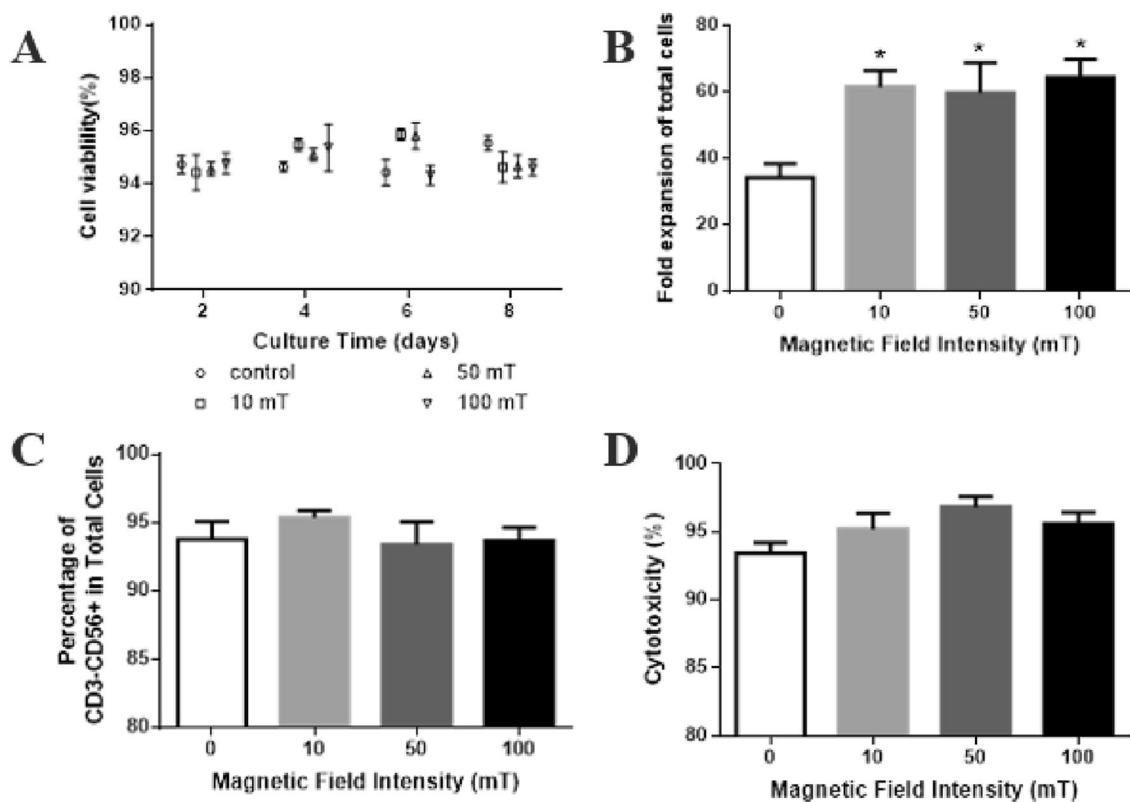 A
Cell viablility(%)
100
98
96
94
92
90
2 4 6 8
Culture Time (days)
control
50 mT
10 mT
100 mT
B
Fold expansion of total cells
80
60
40
20
0
* * *
0 10 50 100
Magnetic Field Intensity (mT)
C
Percentage of
CD3-CD56+ in Total Cells
100
95
90
85
80
0 10 50 100
Magnetic Field Intensity (mT)
D
Cytotoxicity (%)
100
95
90
85
80
0 10 50 100
Magnetic Field Intensity (mT)